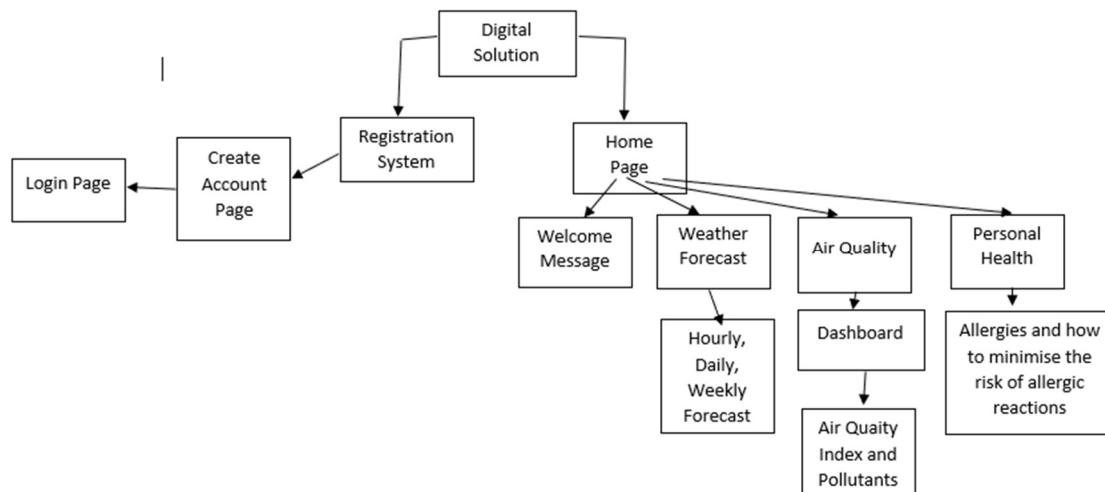 Digital
Solution
Registration
System
Home
Page
Create
Account
Page
Login Page
Welcome
Message
Weather
Forecast
Air Quality
Personal
Health
Hourly,
Daily,
Weekly
Forecast
Dashboard
Allergies and how
to minimise the
risk of allergic
reactions
Air Quaity
Index and
Pollutants